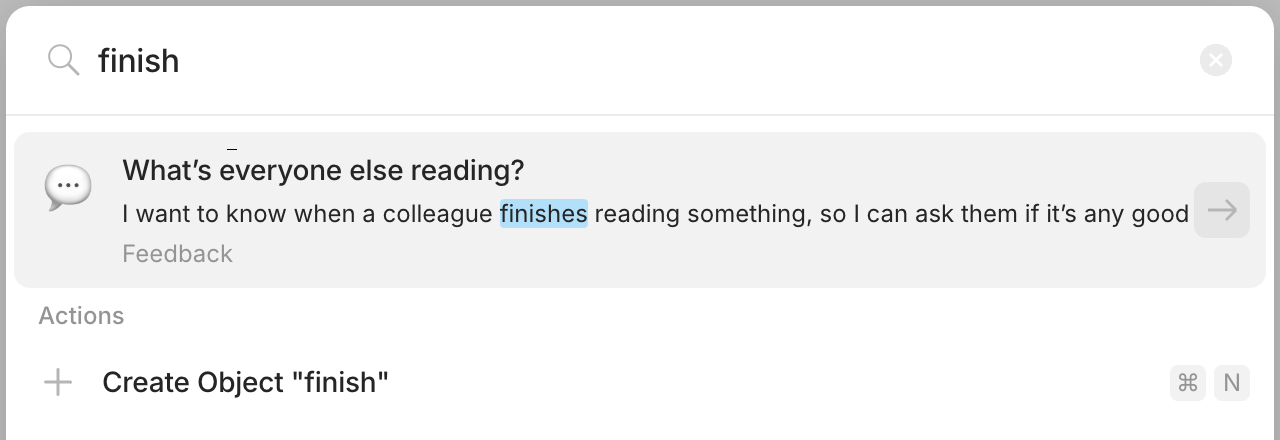 finish
What’s everyone else reading?
I want to know when a colleague finishes reading something, so I can ask them if it’s any good
Feedback
Actions
Create Object "finish"
⌘ N